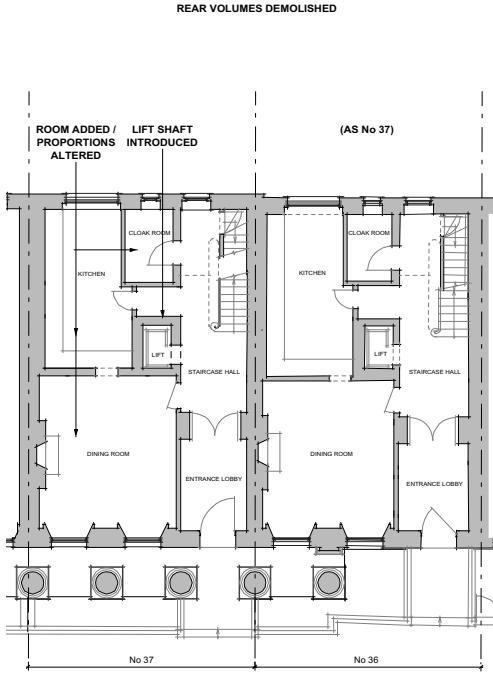 REAR VOLUMES DEMOLISHED
ROOM ADDED /
PROPORTIONS
ALTERED
LIFT SHAFT
INTRODUCED
(AS No 37)
CLOAK ROOM
KITCHEN
LIFT
STAIRCASE HALL
DINING ROOM
ENTRANCE LOBBY
CLOAK ROOM
KITCHEN
LIFT
STAIRCASE HALL
DINING ROOM
ENTRANCE LOBBY
No 37
No 36